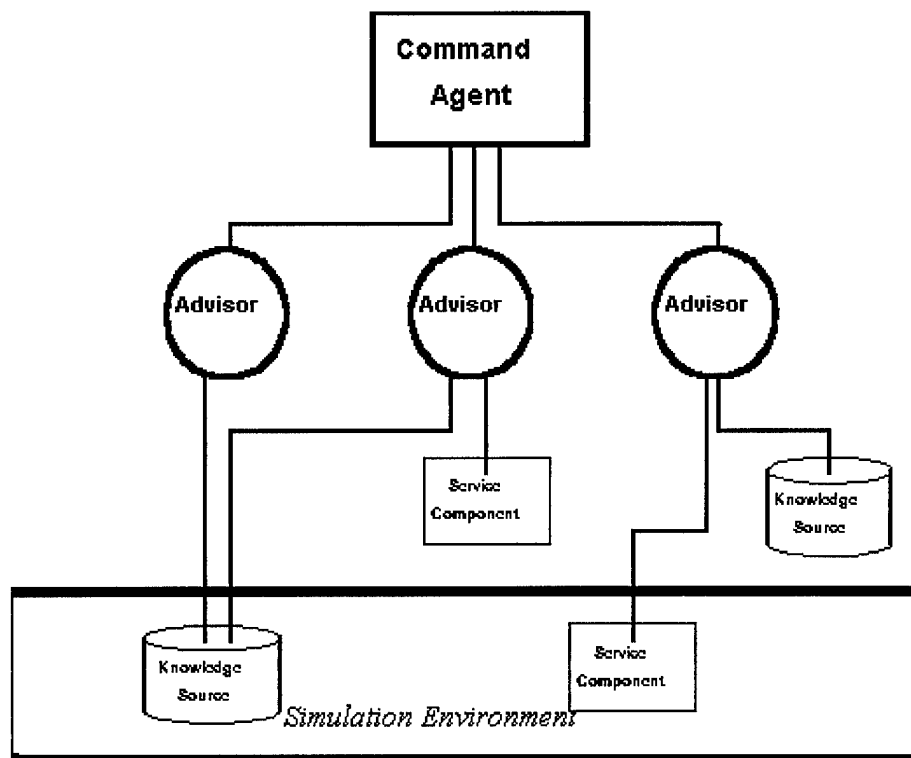 Command
Agent
Advisor
Advisor
Advisor
Service
Component
Knowledge
Source
Knowledge
Source
Service
Component
Simulation Environment